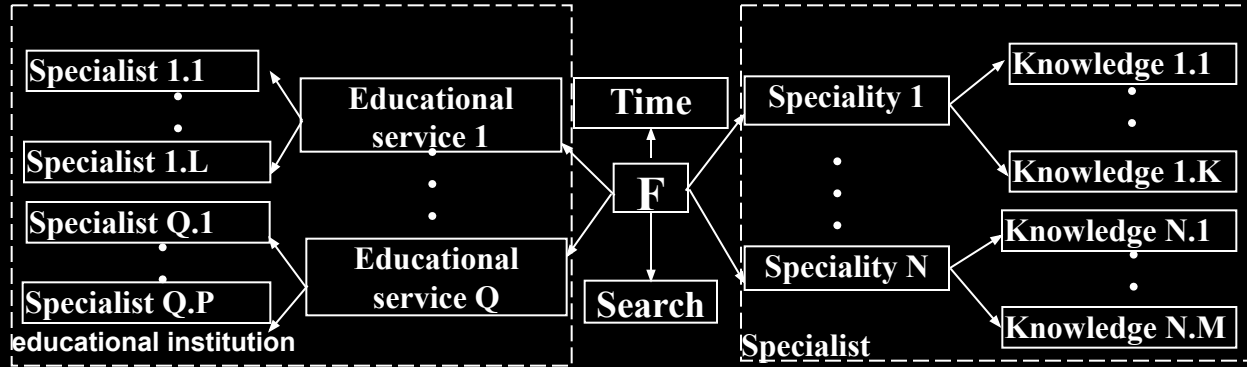 Specialist 1.1
Specialist 1.L
Specialist Q.1
Specialist Q.P
educational institution
Educational
service 1
Educational
service Q
Time
F
Search
Speciality 1
Speciality N
Knowledge 1.1
Knowledge 1.K
Knowledge N.1
Knowledge N.M
Specialist